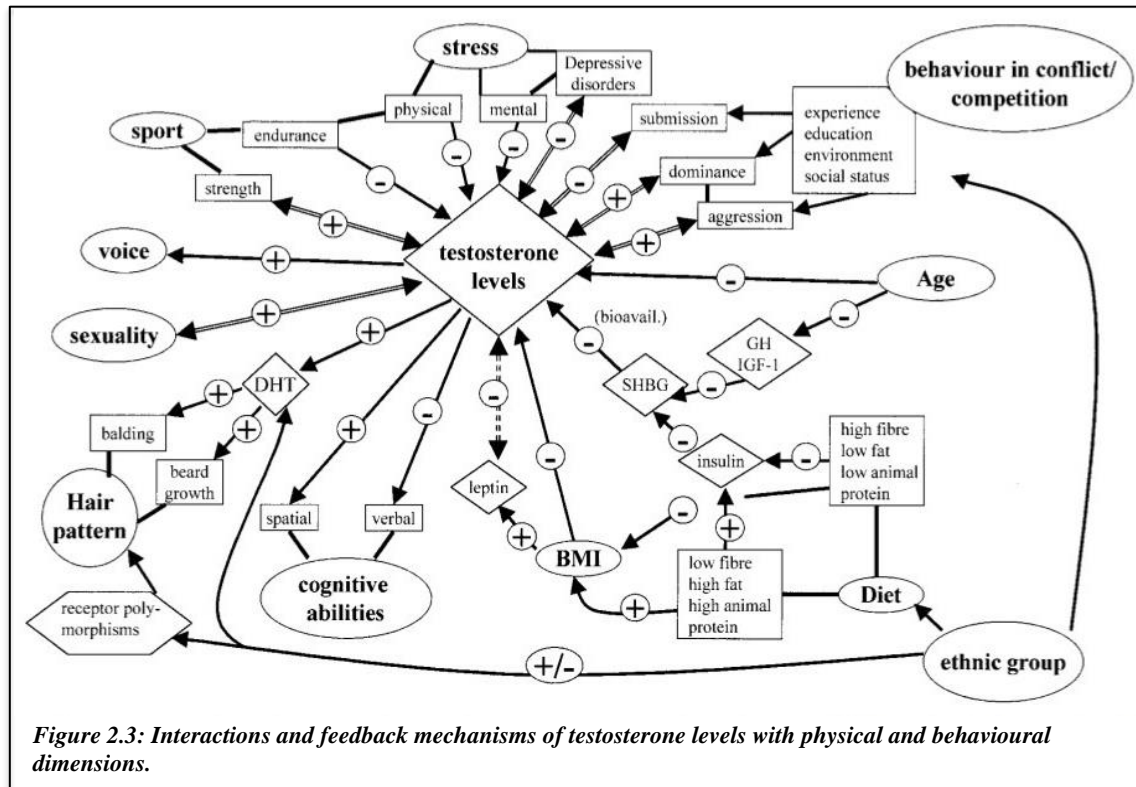 stress
Depressive
disorders
behaviour in conflict/
competition
physical
mental
sport
endurance
submission
experience
education
environment
social status
strength
dominance
aggression
-
-
-
-
-
+
+
+
voice
+
testosterone
levels
-
Age
sexuality
+
(bioavail.)
-
-
GH
IGF-1
+
DHT
-
SHBG
-
+
balding
+
+
-
-
beard
growth
leptin
-
-
insulin
-
high fibre
low fat
low animal
protein
Hair
pattern
spatial
verbal
+
-
+
BMI
cognitive
abilities
low fibre
high fat
high animal
protein
+
Diet
receptor poly-
morphisms
+/-
ethnic group
Figure 2.3: Interactions and feedback mechanisms of testosterone levels with physical and behavioural
dimensions.